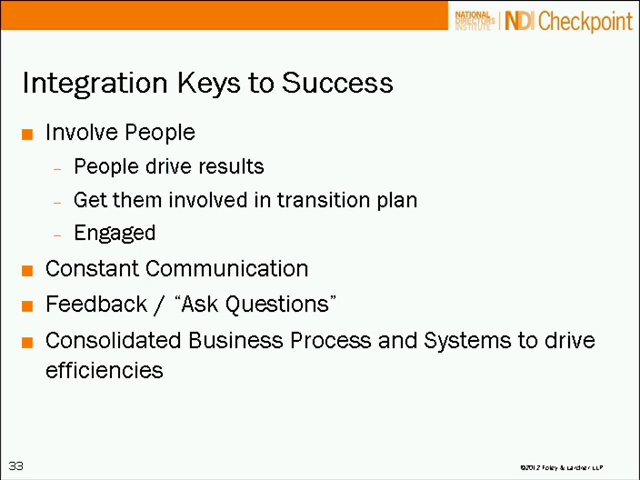 NATIONAL
DIRECTORS
INSTITUTE
NDI Checkpoint
Integration Keys to Success
Involve People
– People drive results
– Get them involved in transition plan
– Engaged
Constant Communication
Feedback / “Ask Questions”
Consolidated Business Process and Systems to drive
efficiencies
33
©2012 Foley & Lardner LLP